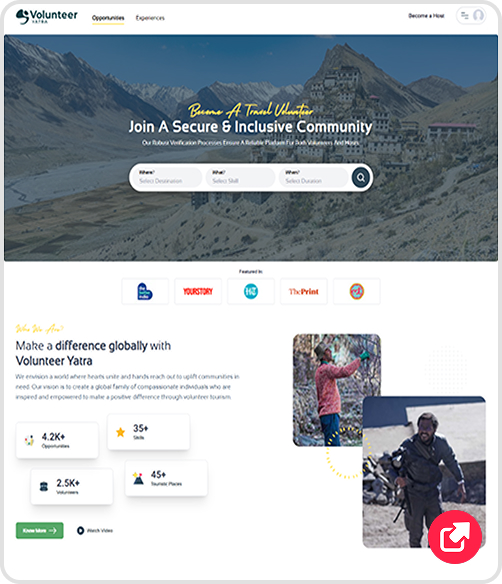 Volunteer
YATRA
Opportunities
Experiences
Become a Host
Become A Travel Volunteer
Join A Secure & Inclusive Community
Our Robust Verification Processes Ensure A Reliable Platform For Both Volunteers And Hosts.
Where?
Select Destination
What?
Select Skill
When?
Select Duration
Featured In
the better india
YOURSTORY
HT
ThePrint
Who We Are?
Make a difference globally with
Volunteer Yatra
We envision a world where hearts unite and hands reach out to uplift communities in
need. Our vision is to create a global family of compassionate individuals who are
inspired and empowered to make a positive difference through volunteer tourism.
4.2K+
Opportunities
35+
Skills
2.5K+
Volunteers
45+
Touristic Places
Know More
Watch Video